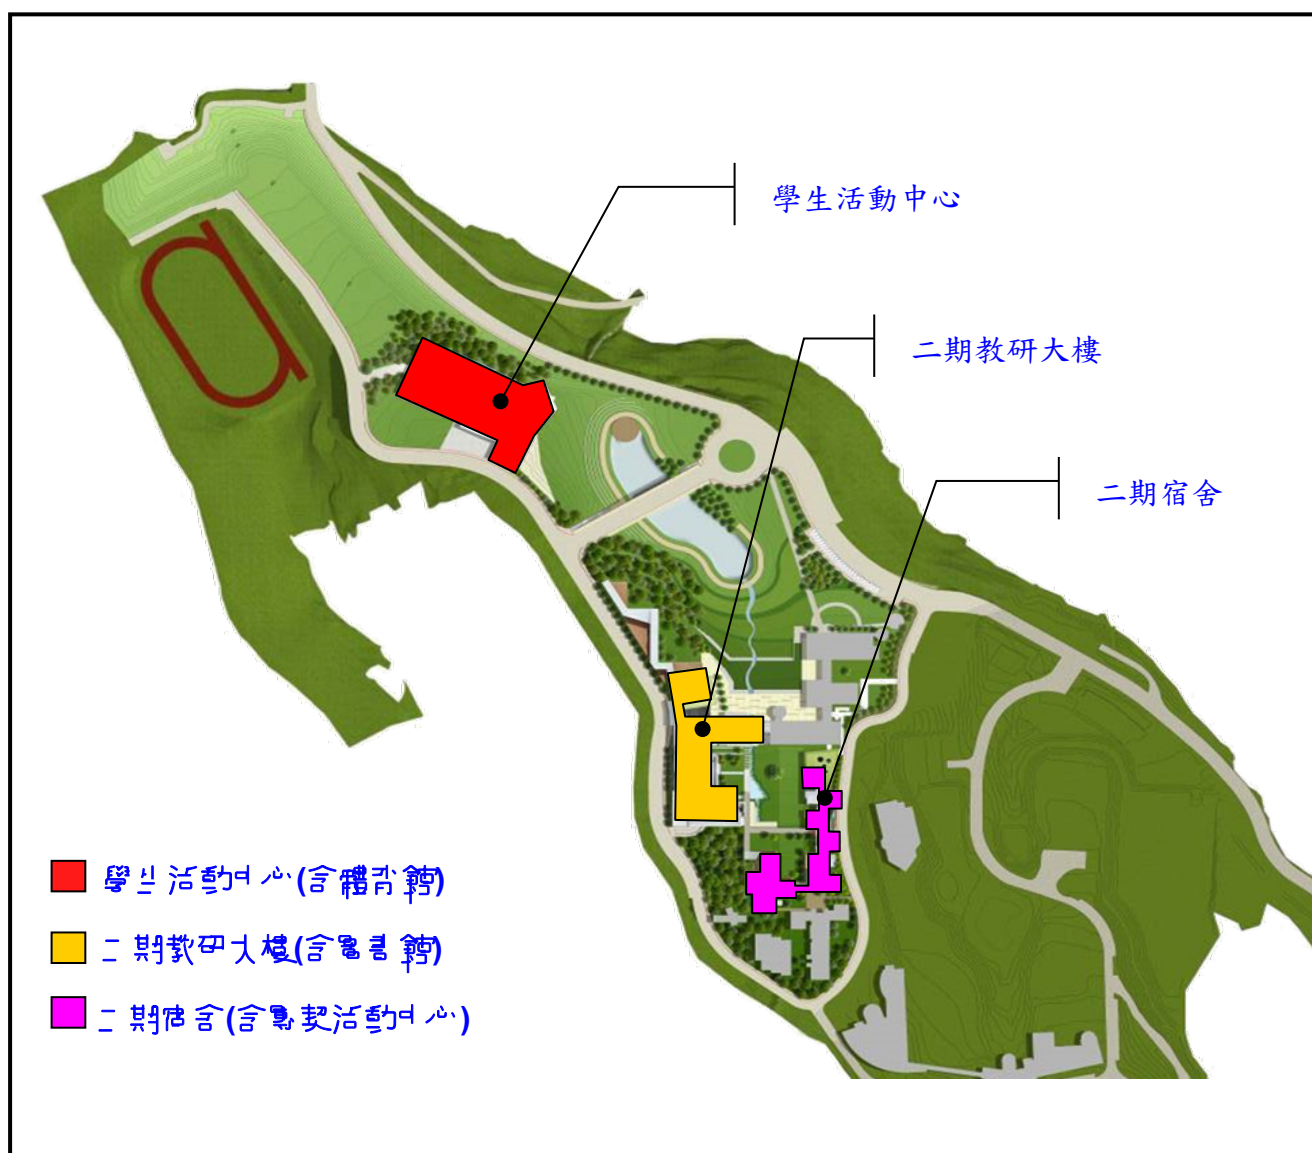 學生活動中心
二期教研大樓
二期宿舍
學生活動中心(含體育館)
二期教研大樓(含圖書館)
二期宿舍(含惠契活動中心)